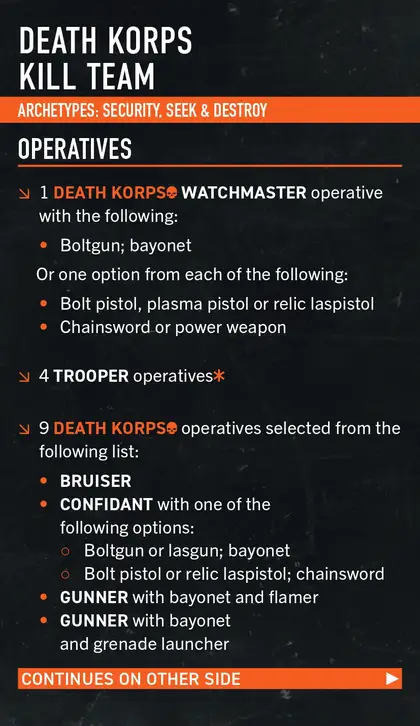 DEATH KORPS
KILL TEAM
ARCHETYPES: SECURITY, SEEK & DESTROY
OPERATIVES
↘ 1 DEATH KORPS💀 WATCHMASTER operative
with the following:
• Boltgun; bayonet
Or one option from each of the following:
• Bolt pistol, plasma pistol or relic laspistol
• Chainsword or power weapon
↘ 4 TROOPER operatives*
↘ 9 DEATH KORPS💀 operatives selected from the
following list:
• BRUISER
• CONFIDANT with one of the
following options:
○ Boltgun or lasgun; bayonet
○ Bolt pistol or relic laspistol; chainsword
• GUNNER with bayonet and flamer
• GUNNER with bayonet
and grenade launcher
CONTINUES ON OTHER SIDE ▶